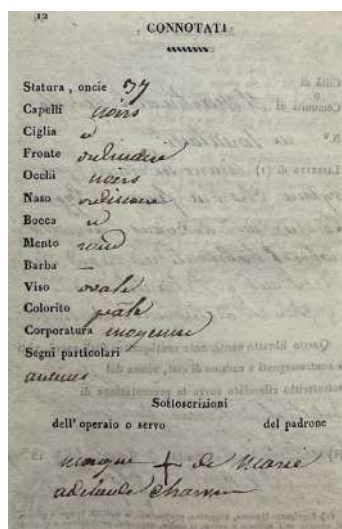 12
CONNOTATI
Statura, oncie 37
Capelli noirs
Ciglia id
Fronte ordinaire
Occhi noirs
Naso ordinaire
Bocca id
Mento rond
Barba —
Viso ovale
Colorito pâle
Corporatura moyenne
Segni particolari
aucuns
Sottoscrizioni
dell' operaio o servo del padrone
marque + de Marie
adelaide